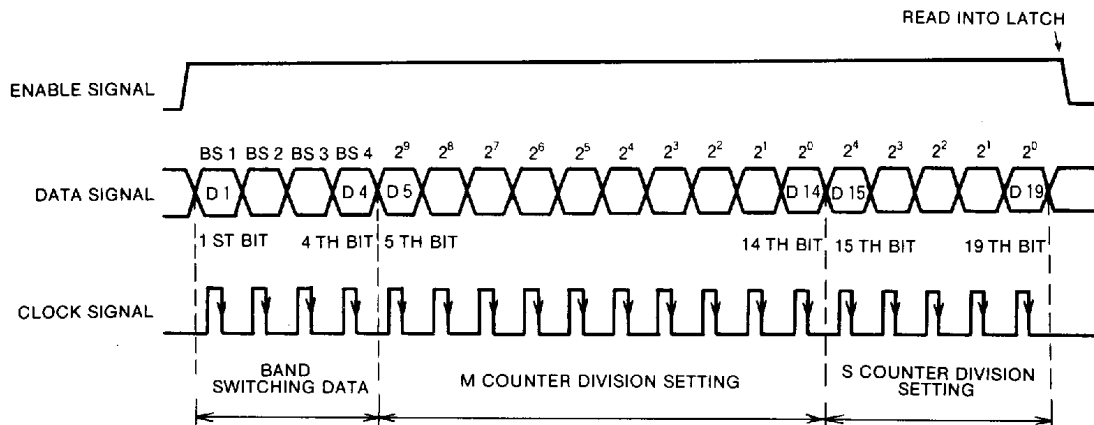 READ INTO LATCH
ENABLE SIGNAL
BS 1 BS 2 BS 3 BS 4 2⁹ 2⁸ 2⁷ 2⁶ 2⁵ 2⁴ 2³ 2² 2¹ 2⁰ 2⁴ 2³ 2² 2¹ 2⁰
DATA SIGNAL D 1 D 4 D 5 D 14 D 15 D 19
1 ST BIT 4 TH BIT 5 TH BIT 14 TH BIT 15 TH BIT 19 TH BIT
CLOCK SIGNAL
BAND
SWITCHING DATA
M COUNTER DIVISION SETTING
S COUNTER DIVISION
SETTING